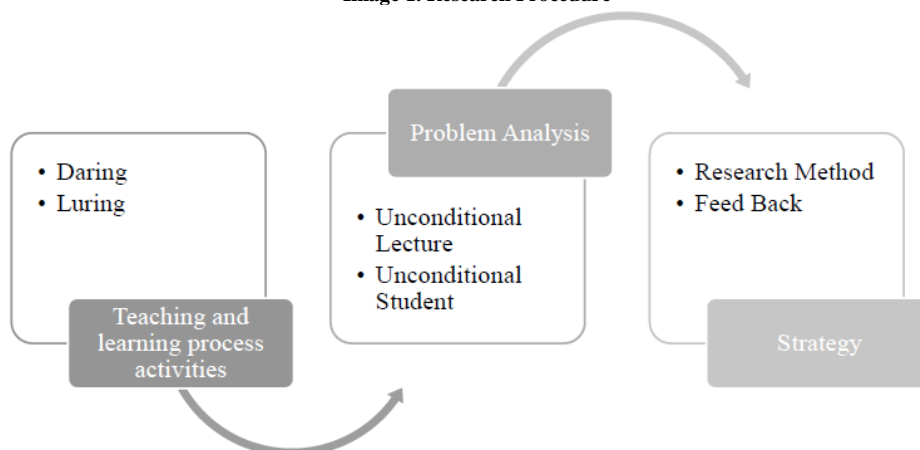 Image 1. Research Procedure
• Daring
• Luring
Teaching and
learning process
activities
Problem Analysis
• Unconditional
Lecture
• Unconditional
Student
• Research Method
• Feed Back
Strategy